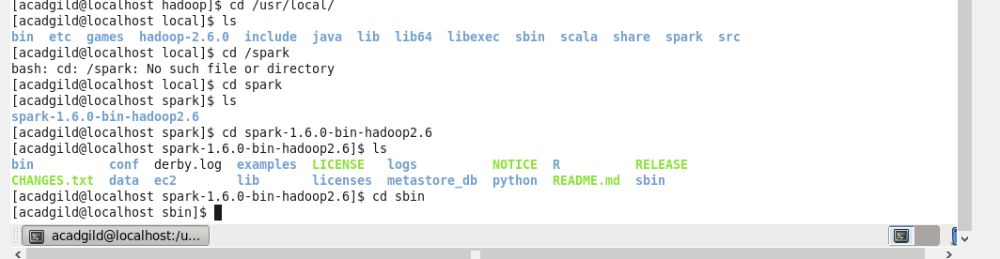 [acadgild@localhost hadoop]$ cd /usr/local/
[acadgild@localhost local]$ ls
bin etc games hadoop-2.6.0 include java lib lib64 libexec sbin scala share spark src
[acadgild@localhost local]$ cd /spark
bash: cd: /spark: No such file or directory
[acadgild@localhost local]$ cd spark
[acadgild@localhost spark]$ ls
spark-1.6.0-bin-hadoop2.6
[acadgild@localhost spark]$ cd spark-1.6.0-bin-hadoop2.6
[acadgild@localhost spark-1.6.0-bin-hadoop2.6]$ ls
bin conf derby.log examples LICENSE logs NOTICE R RELEASE
CHANGES.txt data ec2 lib licenses metastore_db python README.md sbin
[acadgild@localhost spark-1.6.0-bin-hadoop2.6]$ cd sbin
[acadgild@localhost sbin]$
acadgild@localhost:/u...